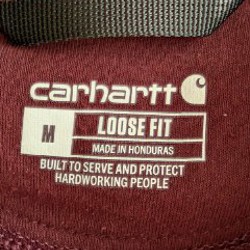 carhartt
M LOOSE FIT
MADE IN HONDURAS
BUILT TO SERVE AND PROTECT
HARDWORKING PEOPLE